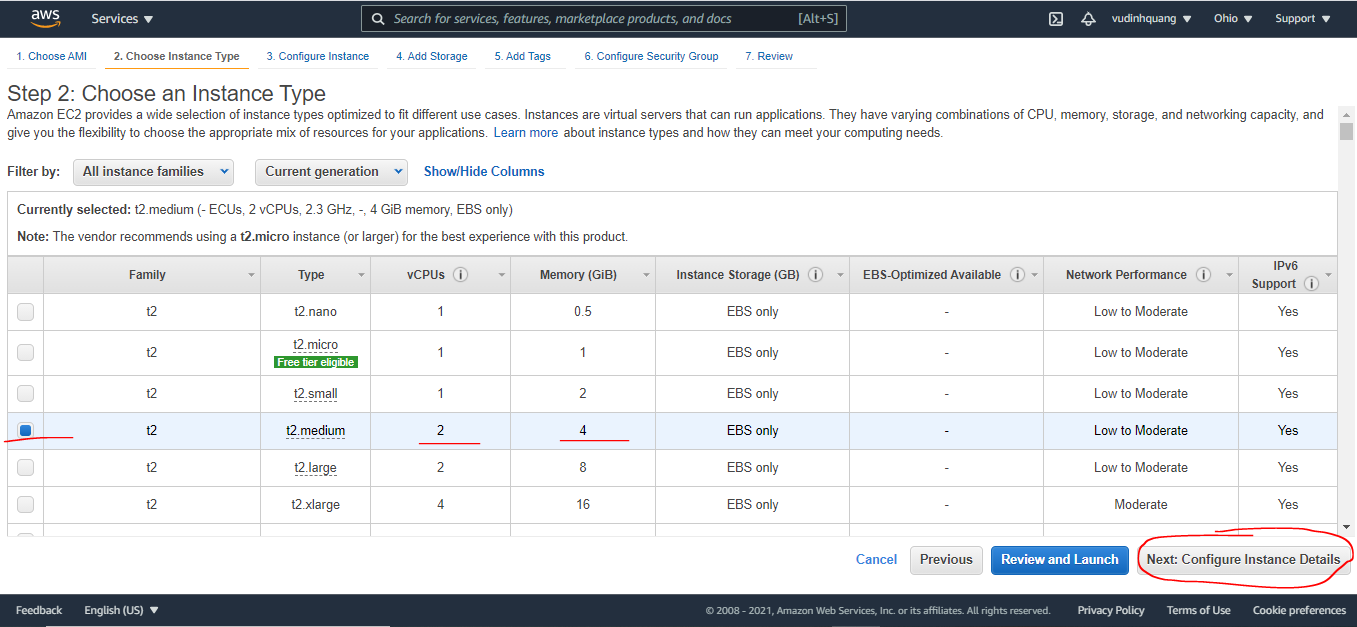 aws Services Search for services, features, marketplace products, and docs [Alt+S] vudinhquang Ohio Support
1. Choose AMI 2. Choose Instance Type 3. Configure Instance 4. Add Storage 5. Add Tags 6. Configure Security Group 7. Review
Step 2: Choose an Instance Type
Amazon EC2 provides a wide selection of instance types optimized to fit different use cases. Instances are virtual servers that can run applications. They have varying combinations of CPU, memory, storage, and networking capacity, and
give you the flexibility to choose the appropriate mix of resources for your applications. Learn more about instance types and how they can meet your computing needs.
Filter by: All instance families Current generation Show/Hide Columns
Currently selected: t2.medium (- ECUs, 2 vCPUs, 2.3 GHz, -, 4 GiB memory, EBS only)
Note: The vendor recommends using a t2.micro instance (or larger) for the best experience with this product.
Family Type vCPUs i Memory (GiB) Instance Storage (GB) i EBS-Optimized Available i Network Performance i IPv6
Support i
t2 t2.nano 1 0.5 EBS only - Low to Moderate Yes
t2 t2.micro 1 1 EBS only - Low to Moderate Yes
Free tier eligible
t2 t2.small 1 2 EBS only - Low to Moderate Yes
t2 t2.medium 2 4 EBS only - Low to Moderate Yes
t2 t2.large 2 8 EBS only - Low to Moderate Yes
t2 t2.xlarge 4 16 EBS only - Moderate Yes
Cancel Previous Review and Launch Next: Configure Instance Details
Feedback English (US) © 2008 - 2021, Amazon Web Services, Inc. or its affiliates. All rights reserved. Privacy Policy Terms of Use Cookie preferences